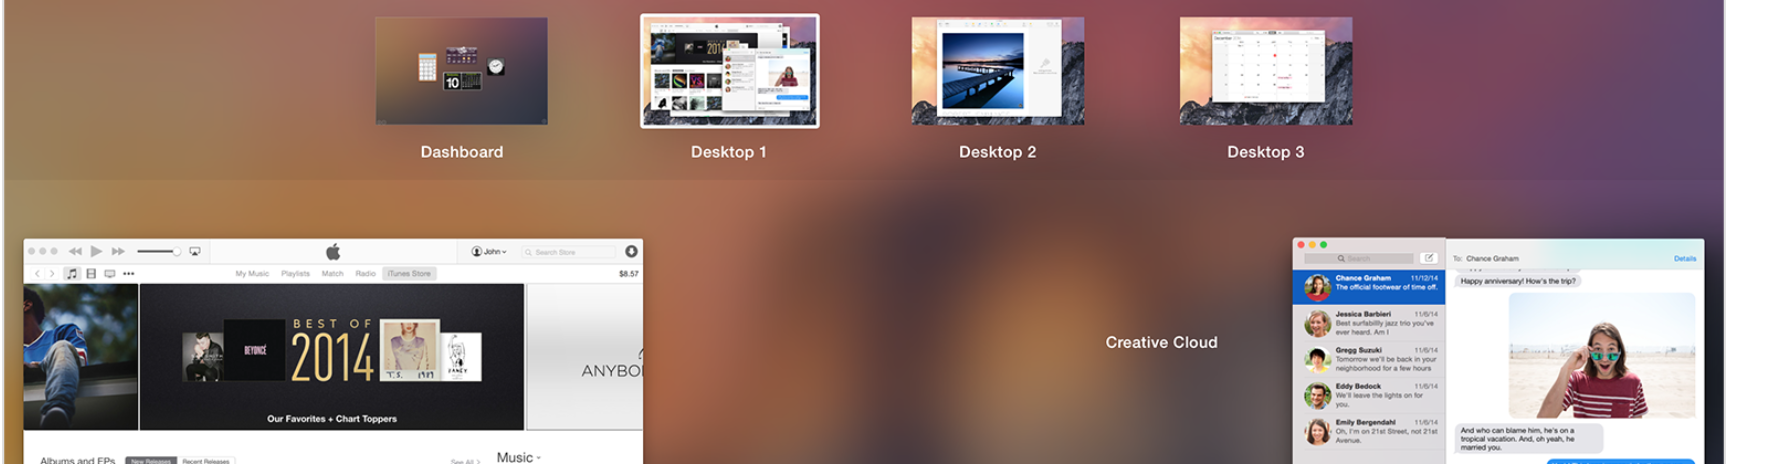 Dashboard
Desktop 1
Desktop 2
Desktop 3
John
Search Store
My Music Playlists Match Radio iTunes Store
$8.57
BEST OF
2014
BEYONCÉ
Our Favorites + Chart Toppers
Albums and EPs New Releases Recent Releases See All > Music
Creative Cloud
Search
To: Chance Graham Details
Chance Graham 11/12/14
The official footwear of time off.
Jessica Barbieri 11/6/14
Best surfabillly jazz trio you've
ever heard. Am I
Gregg Suzuki 11/6/14
Tomorrow we'll be back in your
neighborhood for a few hours
Eddy Bedock 11/6/14
We'll leave the lights on for
you.
Emily Bergendahl 11/6/14
Oh, I'm on 21st Street, not 21st
Avenue.
Happy anniversary! How's the trip?
And who can blame him, he's on a
tropical vacation. And, oh yeah, he
married you.